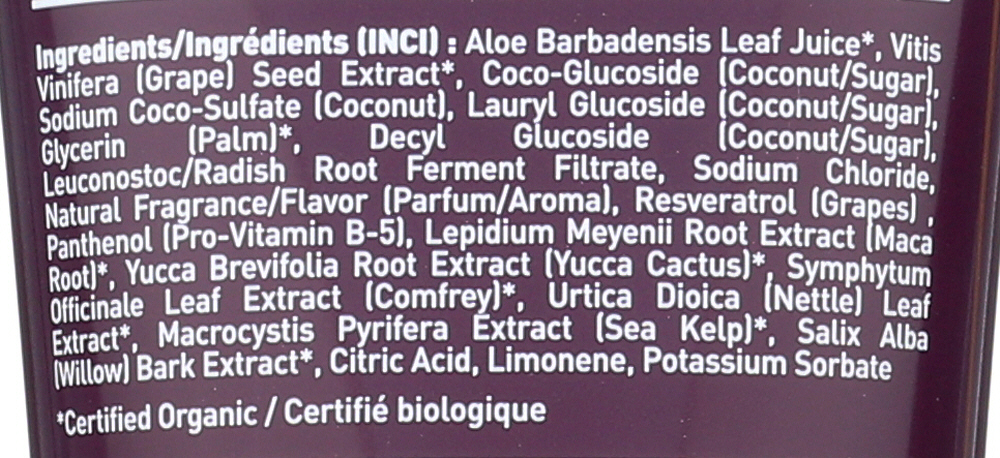 Ingredients/Ingrédients (INCI) : Aloe Barbadensis Leaf Juice*, Vitis
Vinifera (Grape) Seed Extract*, Coco-Glucoside (Coconut/Sugar),
Sodium Coco-Sulfate (Coconut), Lauryl Glucoside (Coconut/Sugar),
Glycerin (Palm)*, Decyl Glucoside (Coconut/Sugar),
Leuconostoc/Radish Root Ferment Filtrate, Sodium Chloride,
Natural Fragrance/Flavor (Parfum/Aroma), Resveratrol (Grapes) ,
Panthenol (Pro-Vitamin B-5), Lepidium Meyenii Root Extract (Maca
Root)*, Yucca Brevifolia Root Extract (Yucca Cactus)*, Symphytum
Officinale Leaf Extract (Comfrey)*, Urtica Dioica (Nettle) Leaf
Extract*, Macrocystis Pyrifera Extract (Sea Kelp)*, Salix Alba
(Willow) Bark Extract*, Citric Acid, Limonene, Potassium Sorbate
*Certified Organic / Certifié biologique